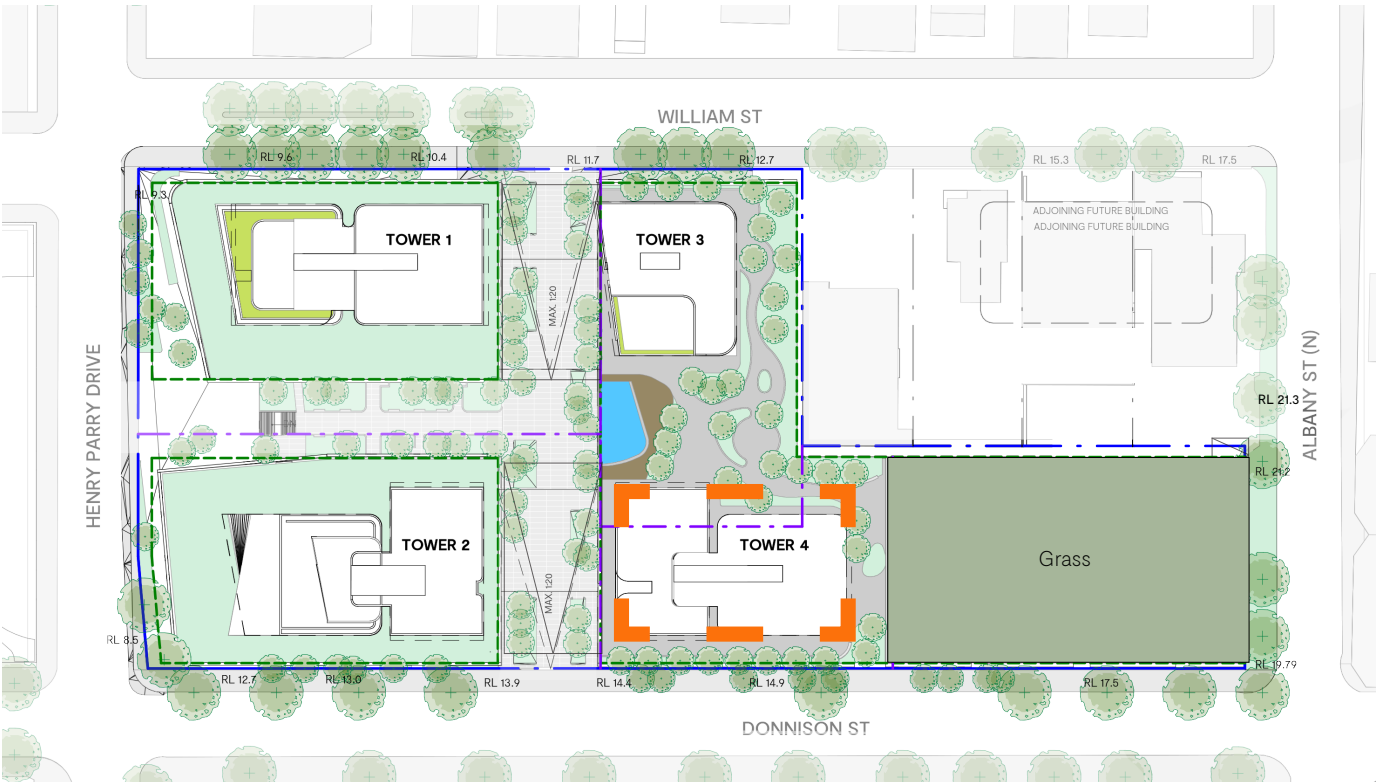 WILLIAM ST
RL 9.6
RL 10.4
RL 11.7
RL 12.7
RL 15.3
RL 17.5
RL 9.3
ADJOINING FUTURE BUILDING
ADJOINING FUTURE BUILDING
TOWER 1
TOWER 3
MAX. 1:20
HENRY PARRY DRIVE
ALBANY ST (N)
RL 21.3
RL 21.2
TOWER 2
TOWER 4
Grass
MAX. 1:20
RL 8.5
RL 19.79
RL 12.7
RL 13.0
RL 13.9
RL 14.4
RL 14.9
RL 17.5
DONNISON ST